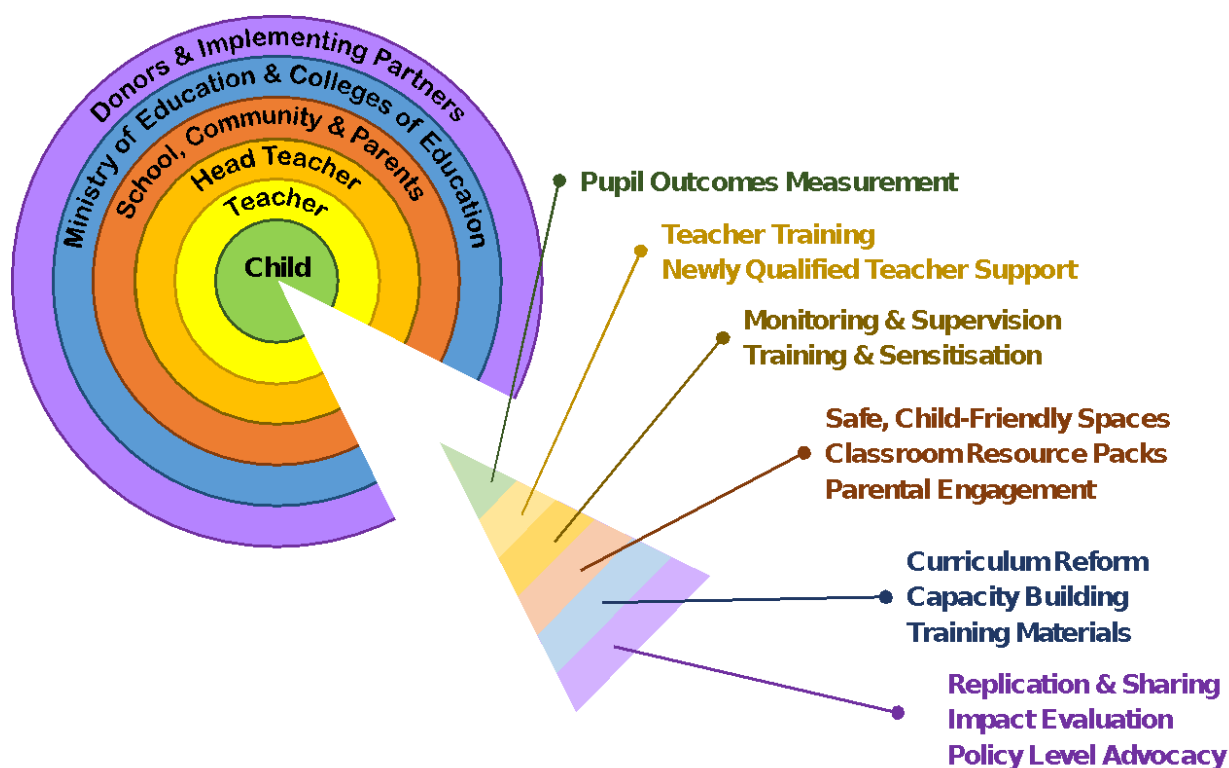 Donors & Implementing Partners
Ministry of Education & Colleges of Education
School, Community & Parents
Head Teacher
Teacher
Child
Pupil Outcomes Measurement
Teacher Training
Newly Qualified Teacher Support
Monitoring & Supervision
Training & Sensitisation
Safe, Child-Friendly Spaces
Classroom Resource Packs
Parental Engagement
Curriculum Reform
Capacity Building
Training Materials
Replication & Sharing
Impact Evaluation
Policy Level Advocacy